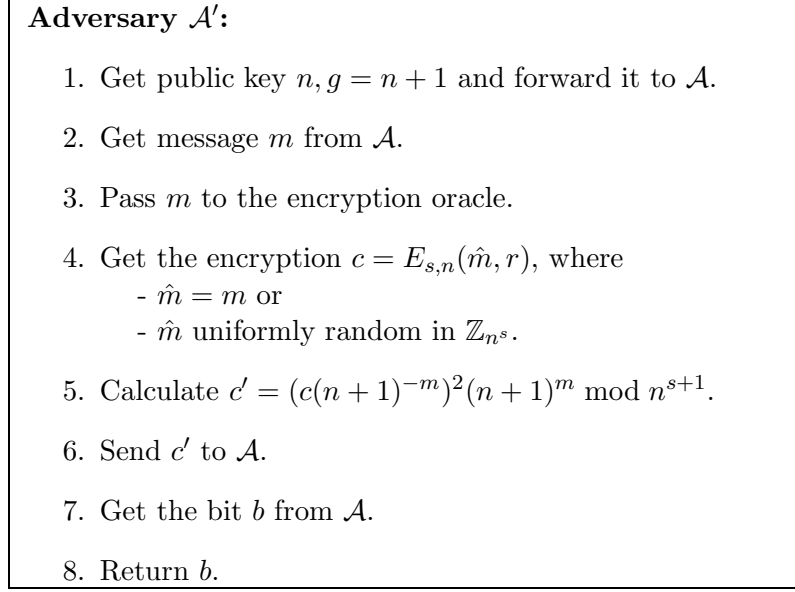 Adversary 𝒜′:
1. Get public key n, g = n + 1 and forward it to 𝒜.
2. Get message m from 𝒜.
3. Pass m to the encryption oracle.
4. Get the encryption c = E_{s,n}(m̂, r), where
- m̂ = m or
- m̂ uniformly random in ℤ_{n^s}.
5. Calculate c′ = (c(n + 1)^{−m})^2(n + 1)^m mod n^{s+1}.
6. Send c′ to 𝒜.
7. Get the bit b from 𝒜.
8. Return b.